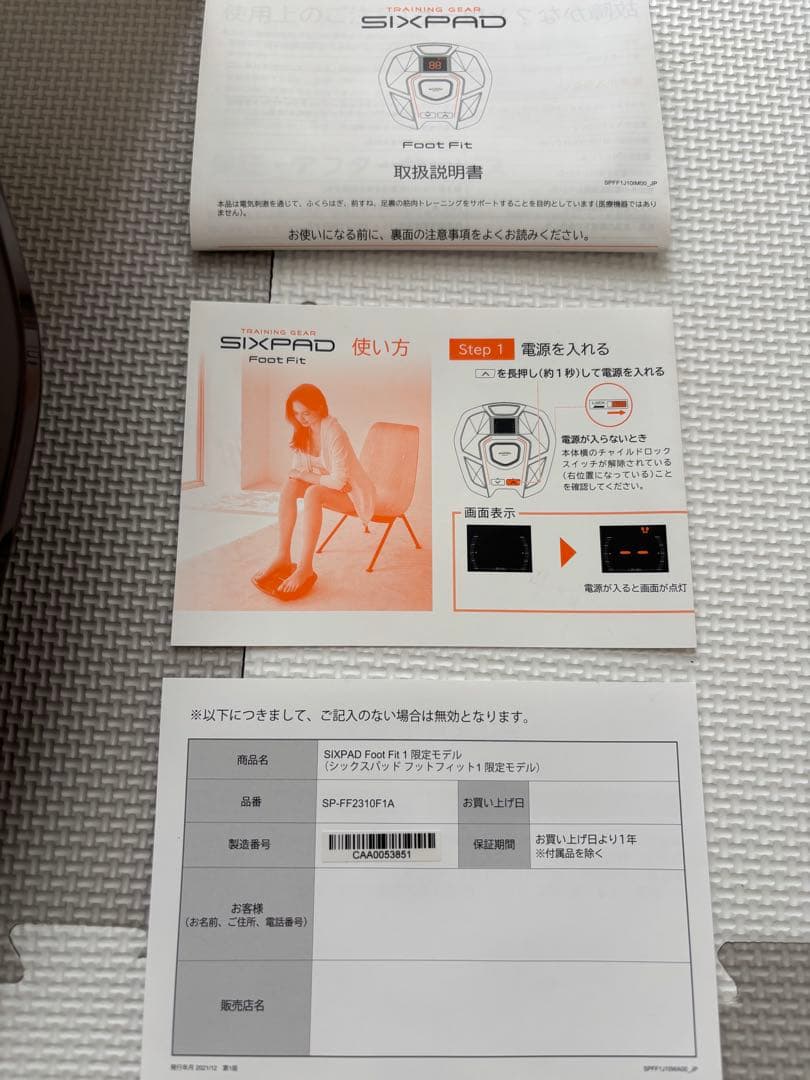 TRAINING GEAR
SIXPAD
88
Foot Fit
取扱説明書
SPFF1J10IM00_JP
本品は電気刺激を通じて、ふくらはぎ、前すね、足裏の筋肉トレーニングをサポートすることを目的としています(医療機器ではあり
ません)。
お使いになる前に、裏面の注意事項をよくお読みください。
TRAINING GEAR
SIXPAD
Foot Fit
使い方
Step 1 電源を入れる
を長押し(約1秒)して電源を入れる
LOCK
電源が入らないとき
本体横のチャイルドロック
スイッチが解除されている
(右位置になっている)こと
を確認してください。
画面表示
電源が入ると画面が点灯
※以下につきまして、ご記入のない場合は無効となります。
商品名
SIXPAD Foot Fit 1 限定モデル
(シックスパッド フットフィット1 限定モデル)
品番 SP-FF2310F1A お買い上げ日
製造番号 CAA0053851 保証期間
お買い上げ日より1年
※付属品を除く
お客様
(お名前、ご住所、電話番号)
販売店名
発行年月 2021/12 第1版
SPFF1J10WA00_JP